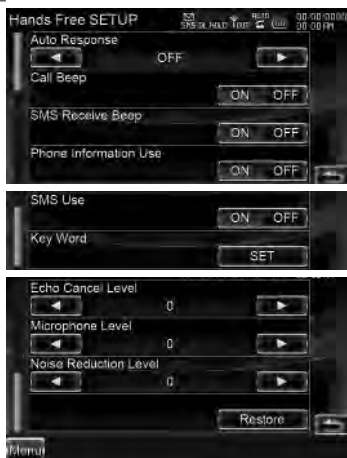 Hands Free SETUP
Auto Response
OFF
Call Beep
ON OFF
SMS Receive Beep
ON OFF
Phone Information Use
ON OFF
SMS Use
ON OFF
Key Word
SET
Echo Cancel Level
0
Microphone Level
0
Noise Reduction Level
0
Restore
Menu